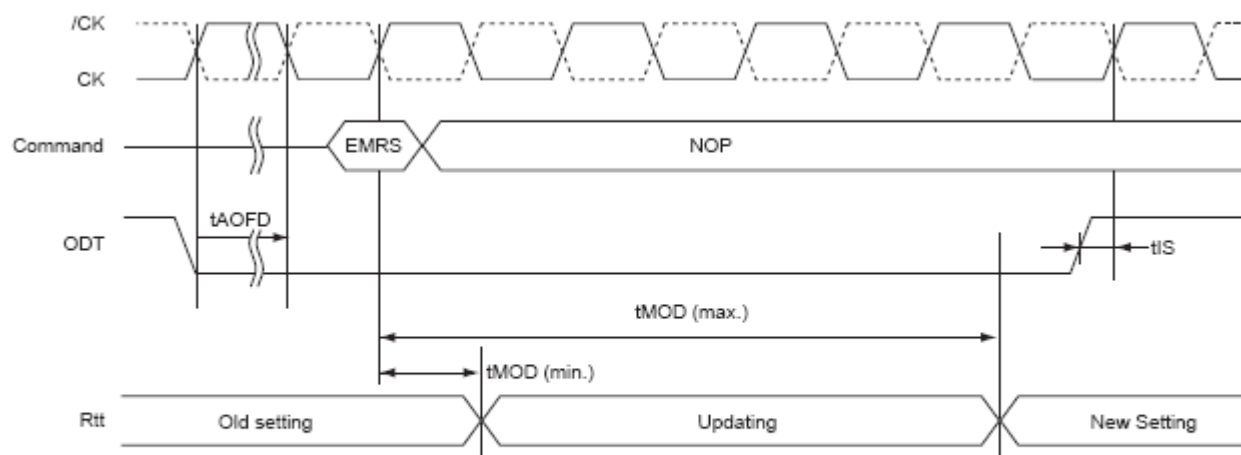 /CK
CK
Command
EMRS
NOP
tAOFD
ODT
tIS
tMOD (max.)
tMOD (min.)
Rtt
Old setting
Updating
New Setting